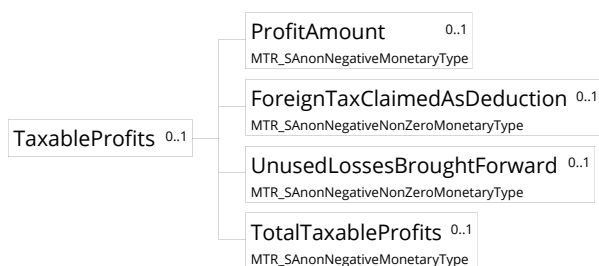 ProfitAmount 0..1
MTR_SAnonNegativeMonetaryType
ForeignTaxClaimedAsDeduction 0..1
MTR_SAnonNegativeNonZeroMonetaryType
TaxableProfits 0..1
UnusedLossesBroughtForward 0..1
MTR_SAnonNegativeNonZeroMonetaryType
TotalTaxableProfits 0..1
MTR_SAnonNegativeMonetaryType